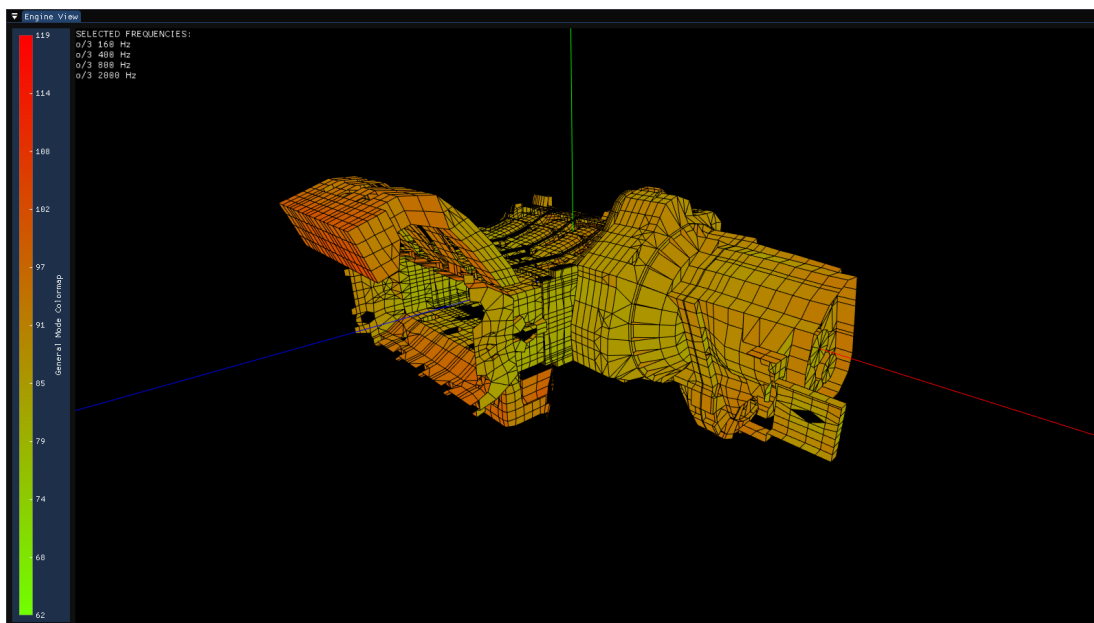 Engine View
SELECTED FREQUENCIES:
o/3 160 Hz
o/3 400 Hz
o/3 800 Hz
o/3 2000 Hz
119
114
108
102
97
91
85
79
74
68
62
General Mode Colormap